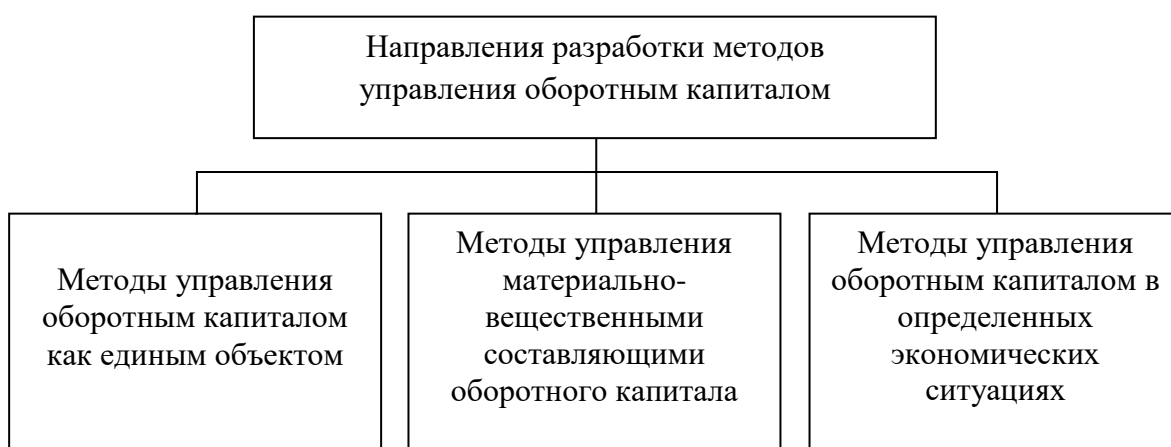 Направления разработки методов
управления оборотным капиталом
Методы управления
оборотным капиталом
как единым объектом
Методы управления
материально-
вещественными
составляющими
оборотного капитала
Методы управления
оборотным капиталом в
определенных
экономических
ситуациях